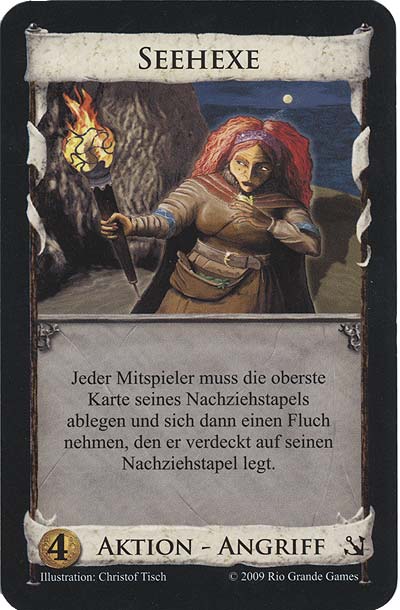 SEEHEXE
Jeder Mitspieler muss die oberste
Karte seines Nachziehstapels
ablegen und sich dann einen Fluch
nehmen, den er verdeckt auf seinen
Nachziehstapel legt.
4 AKTION - ANGRIFF
Illustration: Christof Tisch © 2009 Rio Grande Games